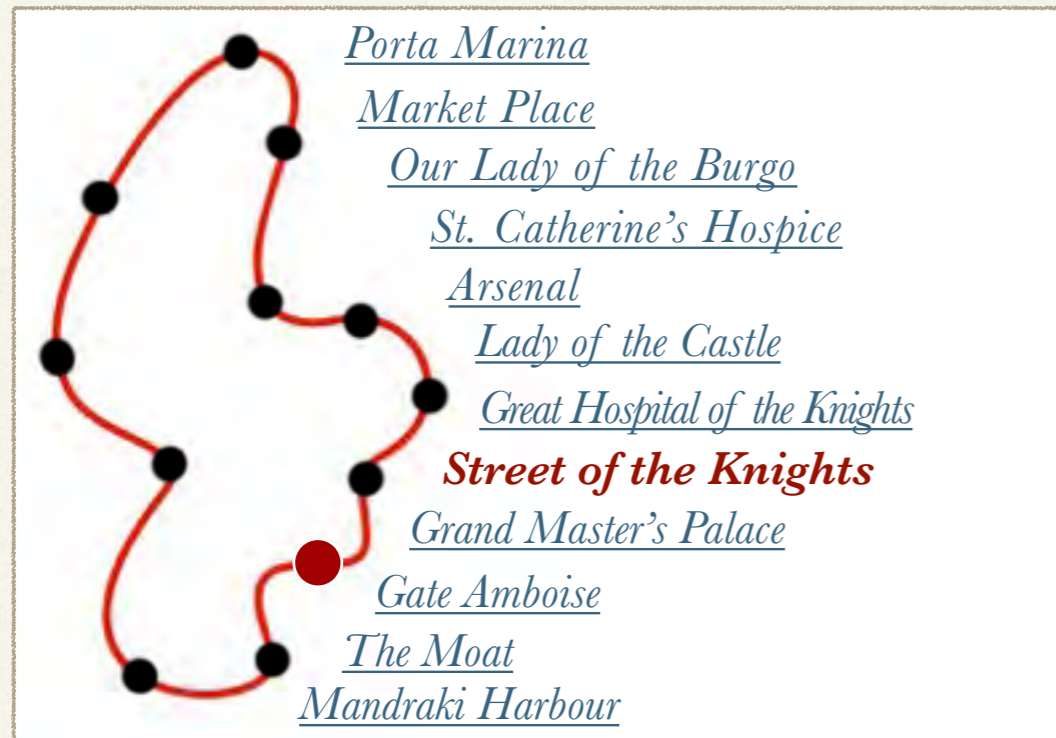 Porta Marina
Market Place
Our Lady of the Burgo
St. Catherine’s Hospice
Arsenal
Lady of the Castle
Great Hospital of the Knights
Street of the Knights
Grand Master’s Palace
Gate Amboise
The Moat
Mandraki Harbour